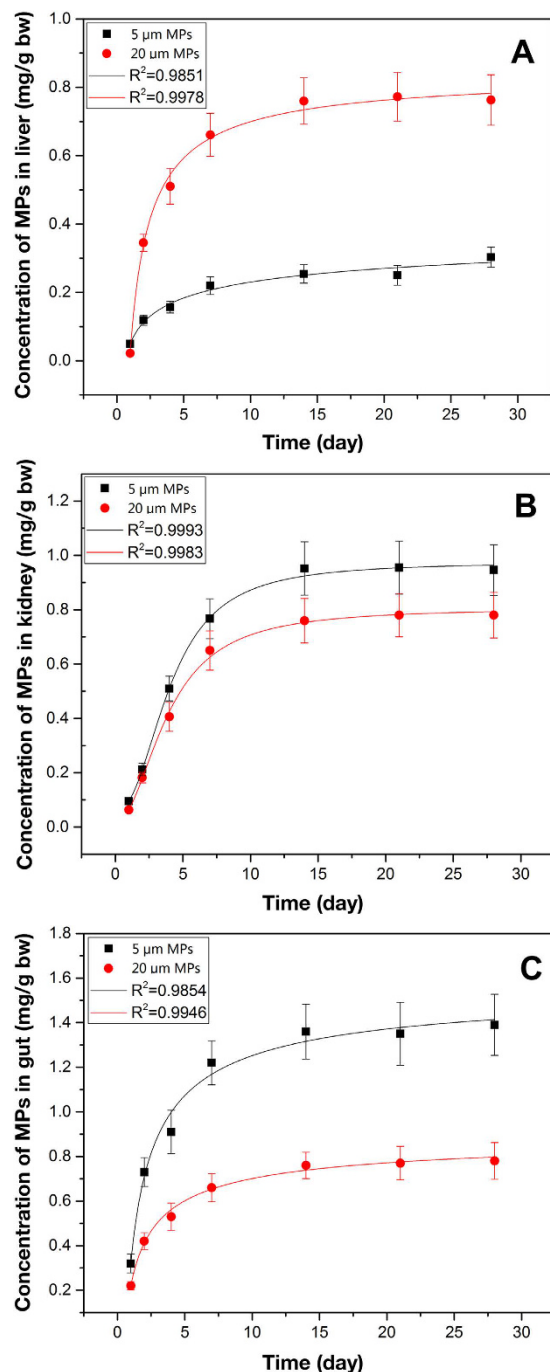 A
5 µm MPs
20 µm MPs
R²=0.9851
R²=0.9978
Concentration of MPs in liver (mg/g bw)
1.0
0.8
0.6
0.4
0.2
0.0
0 5 10 15 20 25 30
Time (day)
B
5 µm MPs
20 µm MPs
R²=0.9993
R²=0.9983
Concentration of MPs in kidney (mg/g bw)
1.2
1.0
0.8
0.6
0.4
0.2
0.0
0 5 10 15 20 25 30
Time (day)
C
5 µm MPs
20 µm MPs
R²=0.9854
R²=0.9946
Concentration of MPs in gut (mg/g bw)
1.8
1.6
1.4
1.2
1.0
0.8
0.6
0.4
0.2
0 5 10 15 20 25 30
Time (day)